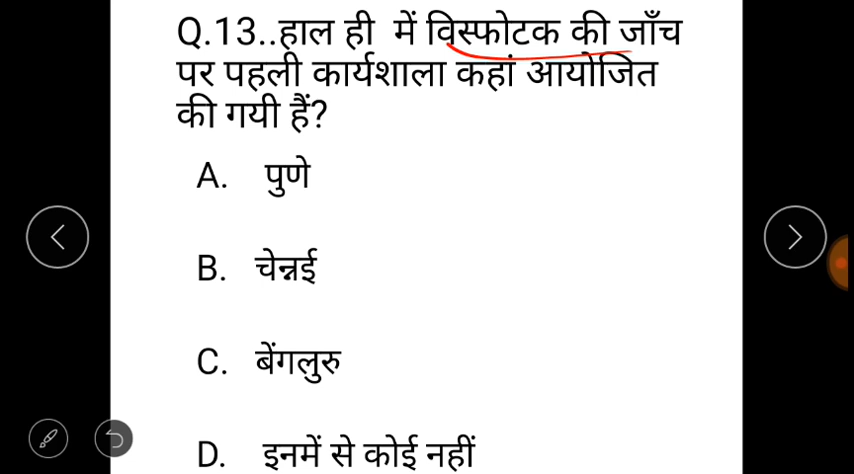 Q.13..हाल ही में विस्फोटक की जाँच
पर पहली कार्यशाला कहां आयोजित
की गयी हैं?
A. पुणे
B. चेन्नई
C. बेंगलुरु
D. इनमें से कोई नहीं